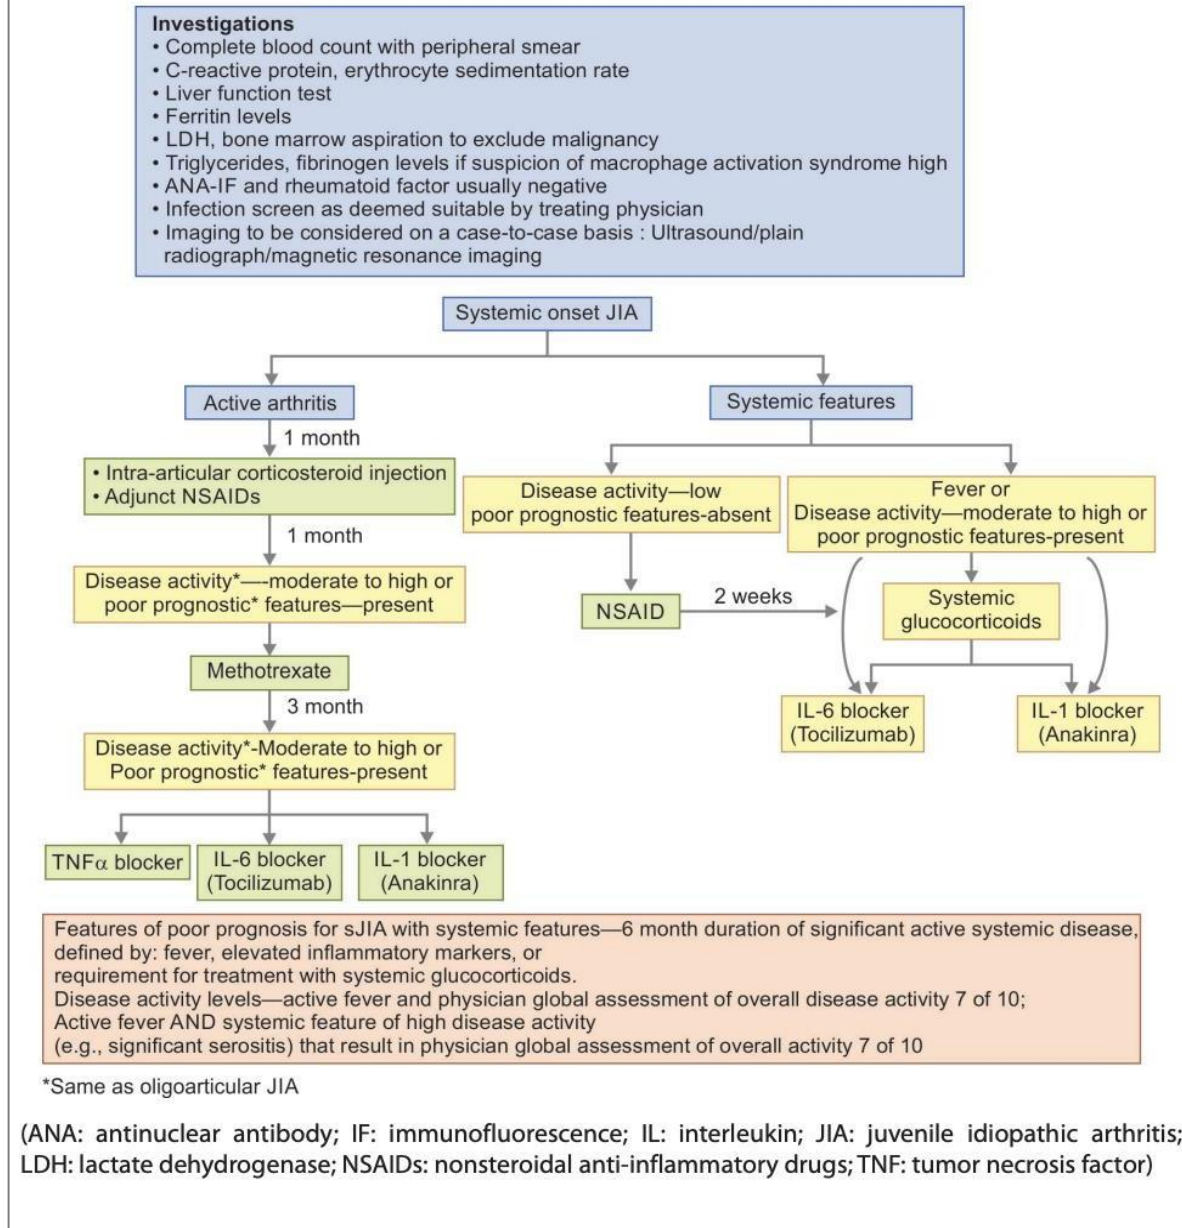 Investigations
• Complete blood count with peripheral smear
• C-reactive protein, erythrocyte sedimentation rate
• Liver function test
• Ferritin levels
• LDH, bone marrow aspiration to exclude malignancy
• Triglycerides, fibrinogen levels if suspicion of macrophage activation syndrome high
• ANA-IF and rheumatoid factor usually negative
• Infection screen as deemed suitable by treating physician
• Imaging to be considered on a case-to-case basis : Ultrasound/plain
radiograph/magnetic resonance imaging
Systemic onset JIA
Active arthritis
1 month
• Intra-articular corticosteroid injection
• Adjunct NSAIDs
1 month
Disease activity*—-moderate to high or
poor prognostic* features—present
Methotrexate
3 month
Disease activity*-Moderate to high or
Poor prognostic* features-present
TNFα blocker
IL-6 blocker
(Tocilizumab)
IL-1 blocker
(Anakinra)
Systemic features
Disease activity—low
poor prognostic features-absent
NSAID
2 weeks
Fever or
Disease activity—moderate to high or
poor prognostic features-present
Systemic
glucocorticoids
IL-6 blocker
(Tocilizumab)
IL-1 blocker
(Anakinra)
Features of poor prognosis for sJIA with systemic features—6 month duration of significant active systemic disease,
defined by: fever, elevated inflammatory markers, or
requirement for treatment with systemic glucocorticoids.
Disease activity levels—active fever and physician global assessment of overall disease activity 7 of 10;
Active fever AND systemic feature of high disease activity
(e.g., significant serositis) that result in physician global assessment of overall activity 7 of 10
*Same as oligoarticular JIA
(ANA: antinuclear antibody; IF: immunofluorescence; IL: interleukin; JIA: juvenile idiopathic arthritis;
LDH: lactate dehydrogenase; NSAIDs: nonsteroidal anti-inflammatory drugs; TNF: tumor necrosis factor)